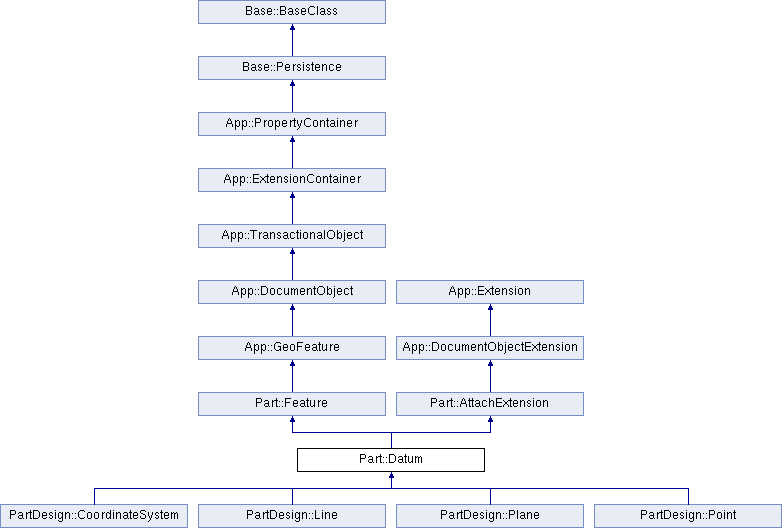 Base::BaseClass
Base::Persistence
App::PropertyContainer
App::ExtensionContainer
App::TransactionalObject
App::DocumentObject
App::Extension
App::GeoFeature
App::DocumentObjectExtension
Part::Feature
Part::AttachExtension
Part::Datum
PartDesign::CoordinateSystem
PartDesign::Line
PartDesign::Plane
PartDesign::Point